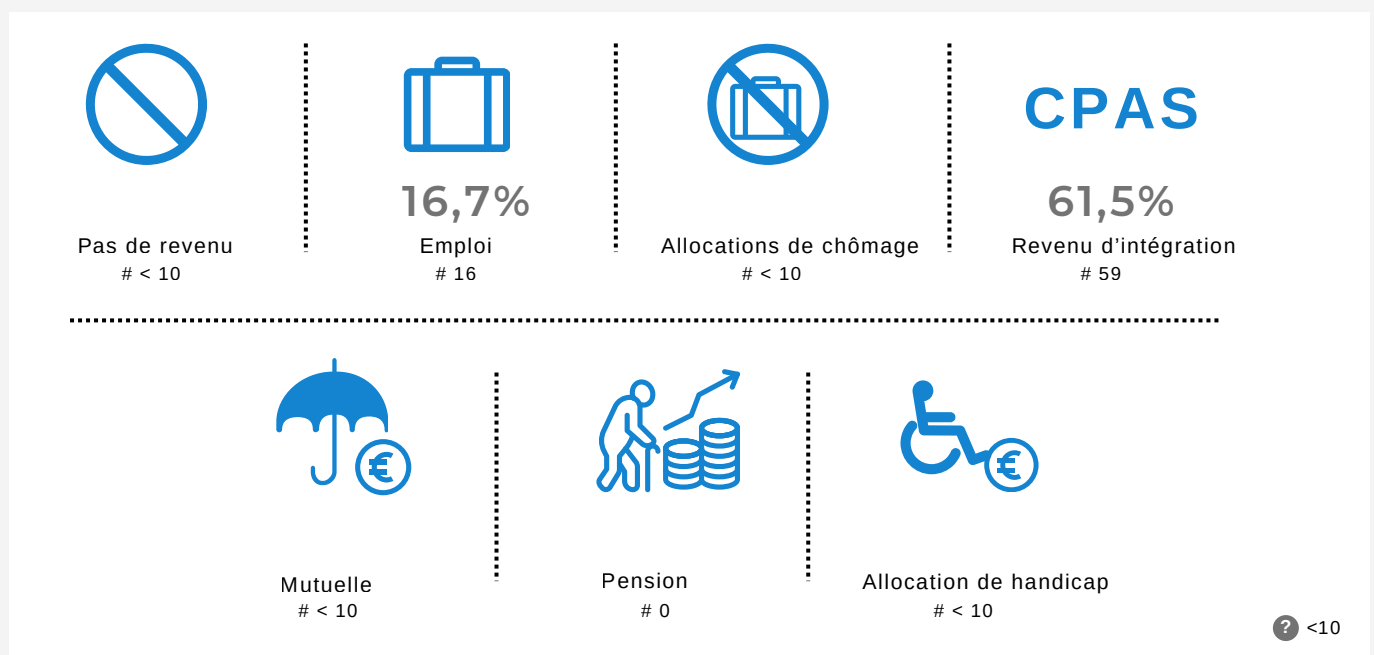 CPAS
16,7%
61,5%
Pas de revenu
Emploi
Allocations de chômage
Revenu d’intégration
# < 10
# 16
# < 10
# 59
€
€
Mutuelle
Pension
Allocation de handicap
# < 10
# 0
# < 10
? <10